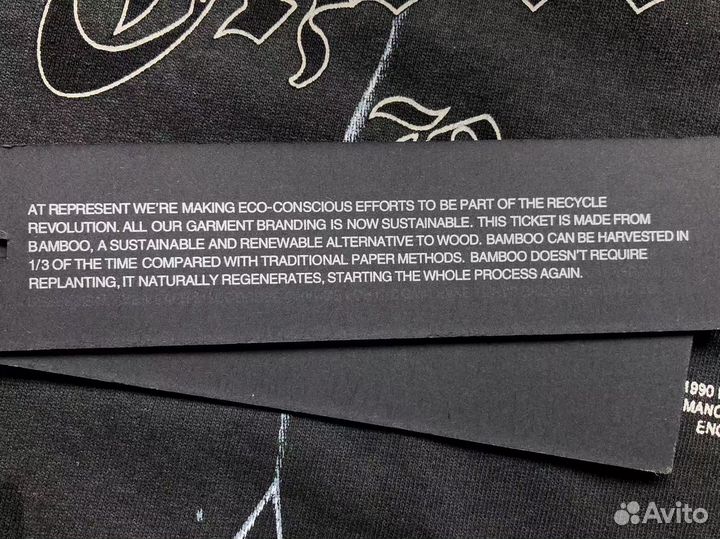 AT REPRESENT WE'RE MAKING ECO-CONSCIOUS EFFORTS TO BE PART OF THE RECYCLE
REVOLUTION. ALL OUR GARMENT BRANDING IS NOW SUSTAINABLE. THIS TICKET IS MADE FROM
BAMBOO, A SUSTAINABLE AND RENEWABLE ALTERNATIVE TO WOOD. BAMBOO CAN BE HARVESTED IN
1/3 OF THE TIME COMPARED WITH TRADITIONAL PAPER METHODS. BAMBOO DOESN'T REQUIRE
REPLANTING, IT NATURALLY REGENERATES, STARTING THE WHOLE PROCESS AGAIN.
1990
Avito